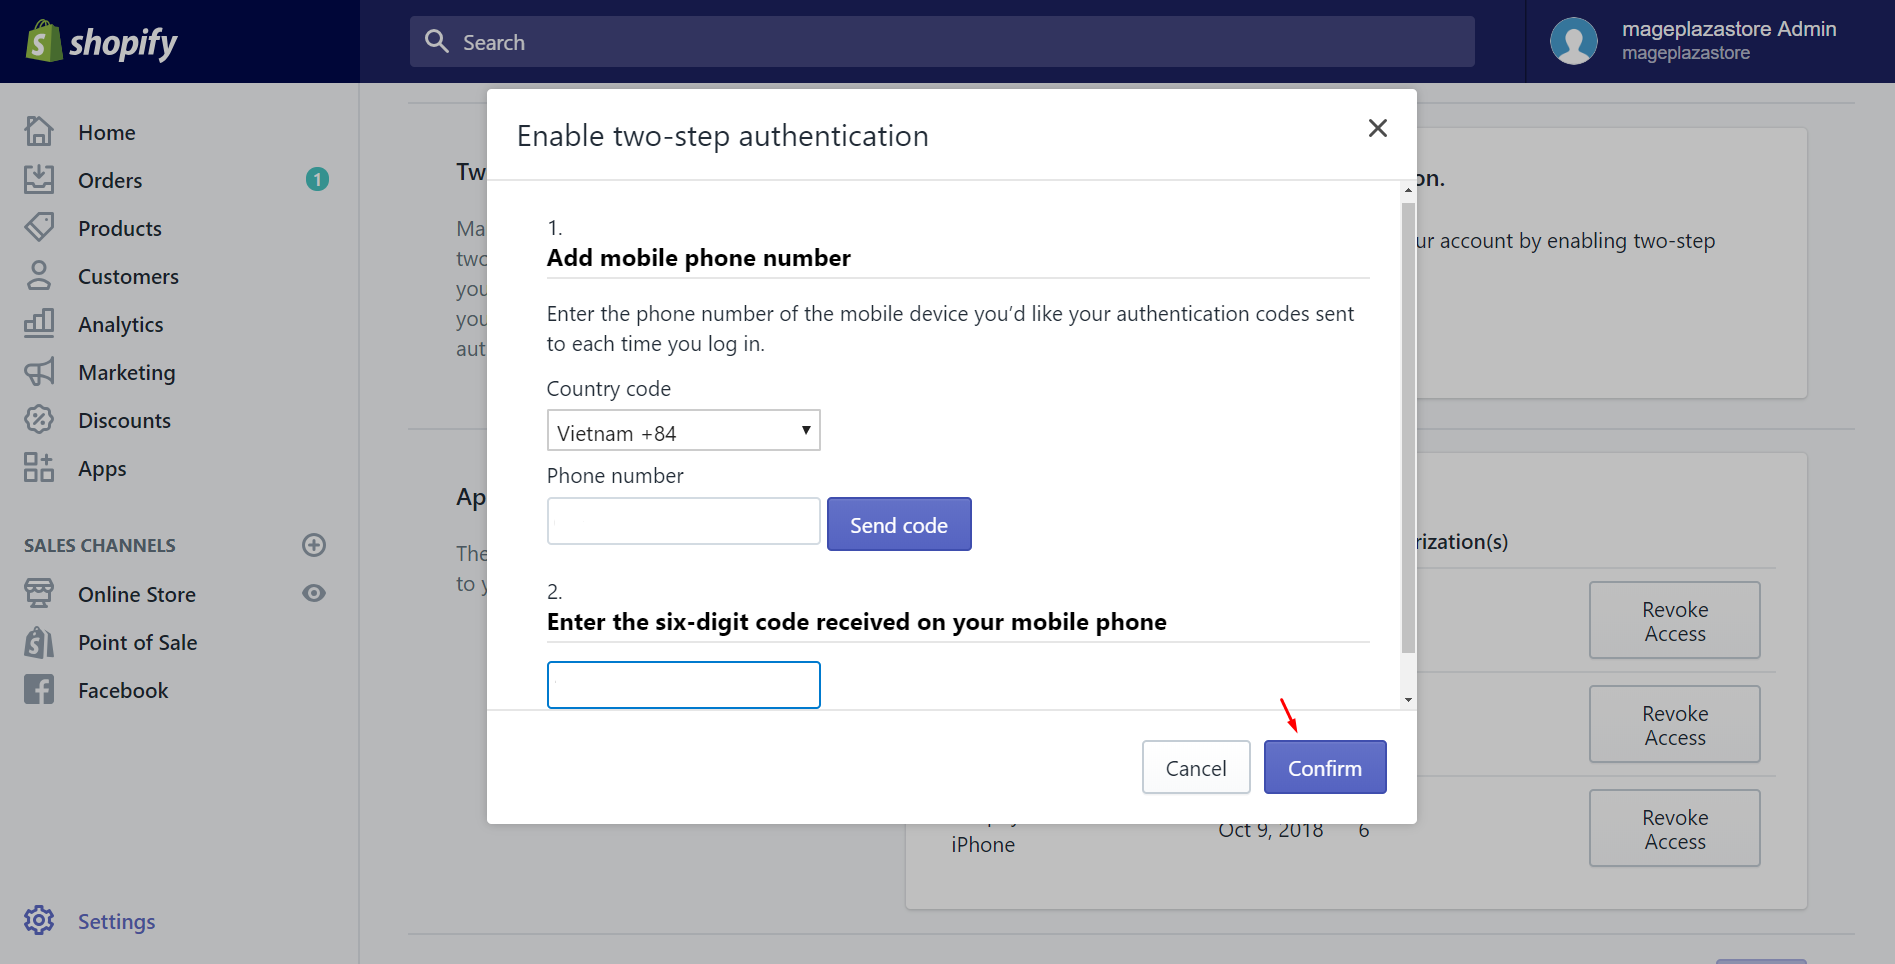 shopify
Search
mageplazastore Admin
mageplazastore
Home
Orders
1
Products
Customers
Analytics
Marketing
Discounts
Apps
SALES CHANNELS
Online Store
Point of Sale
Facebook
Settings
Enable two-step authentication
1.
Add mobile phone number
Enter the phone number of the mobile device you’d like your authentication codes sent
to each time you log in.
Country code
Vietnam +84
Phone number
Send code
2.
Enter the six-digit code received on your mobile phone
Cancel
Confirm
Tw
Ma
two
you
you
aut
on.
ur account by enabling two-step
Ap
The
to y
rization(s)
Revoke
Access
Revoke
Access
iPhone
Oct 9, 2018
6
Revoke
Access